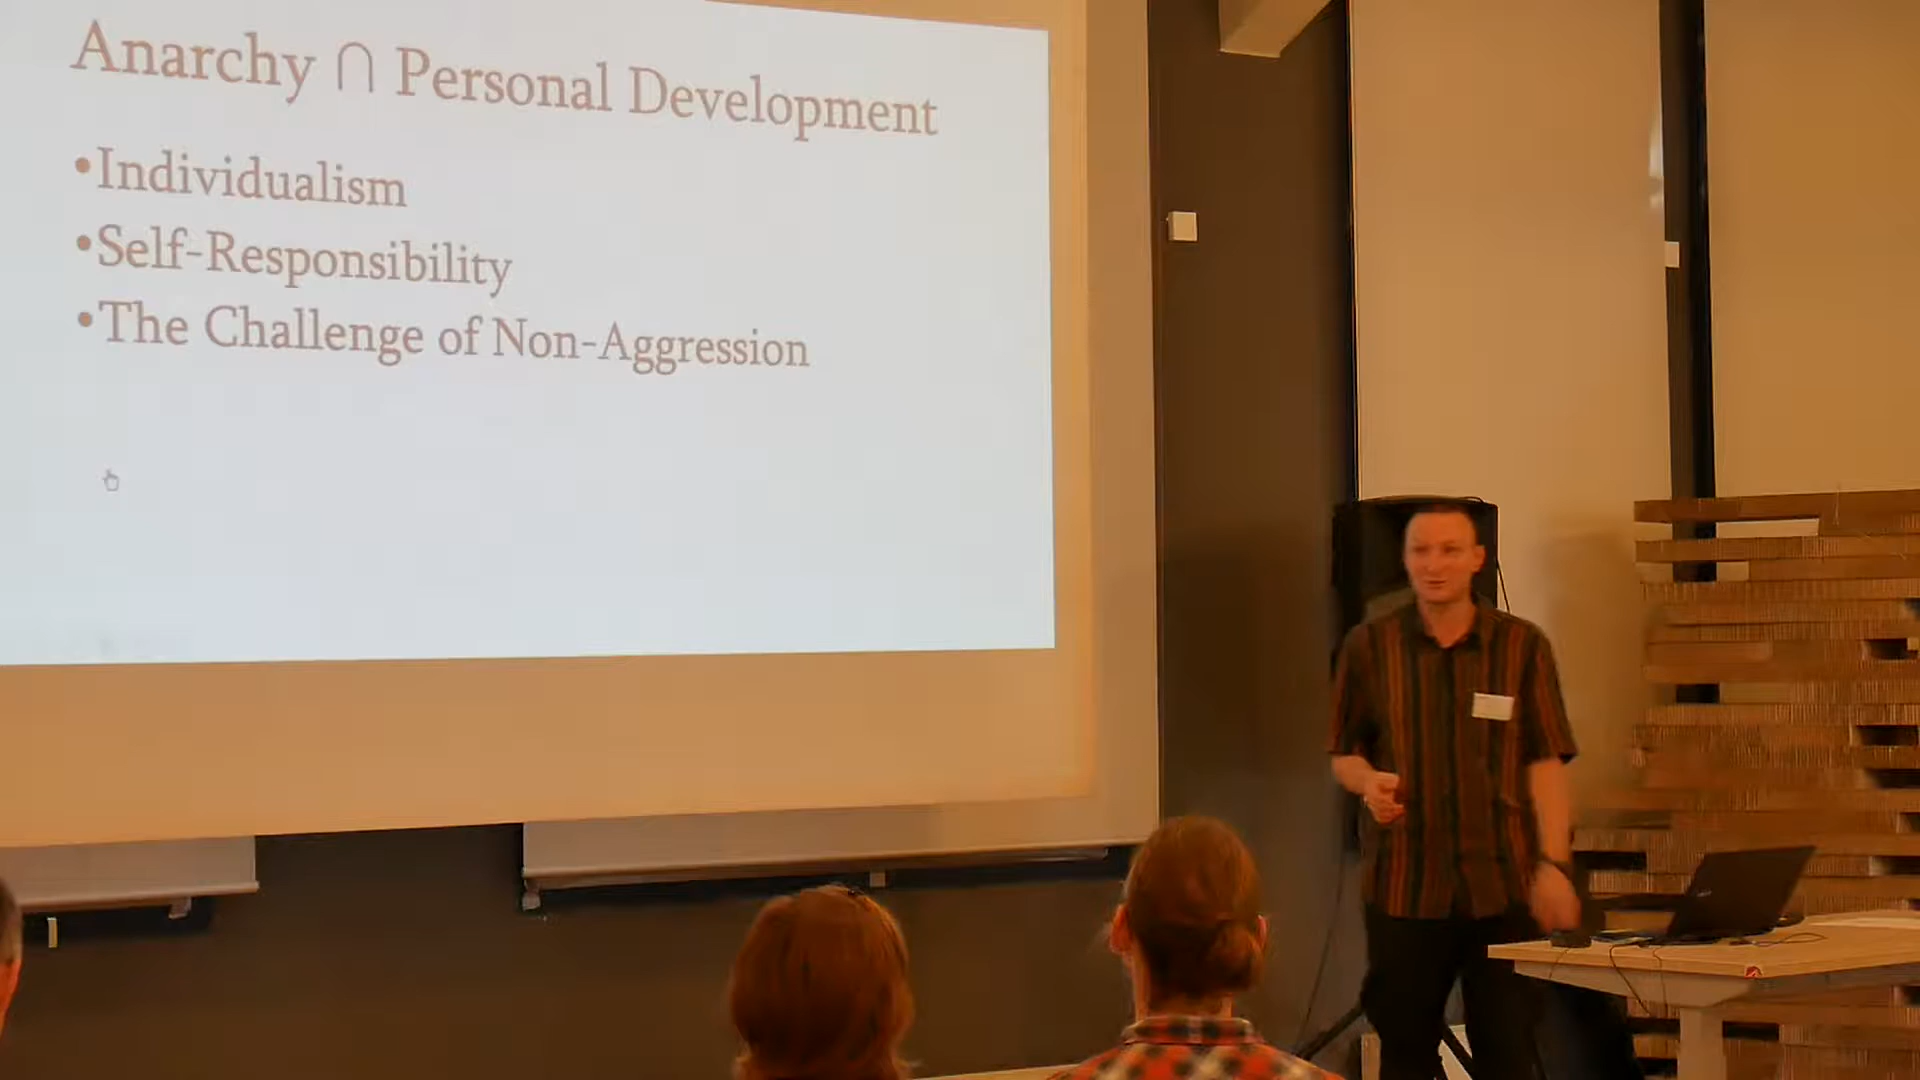 Anarchy ∩ Personal Development
•Individualism
•Self-Responsibility
•The Challenge of Non-Aggression